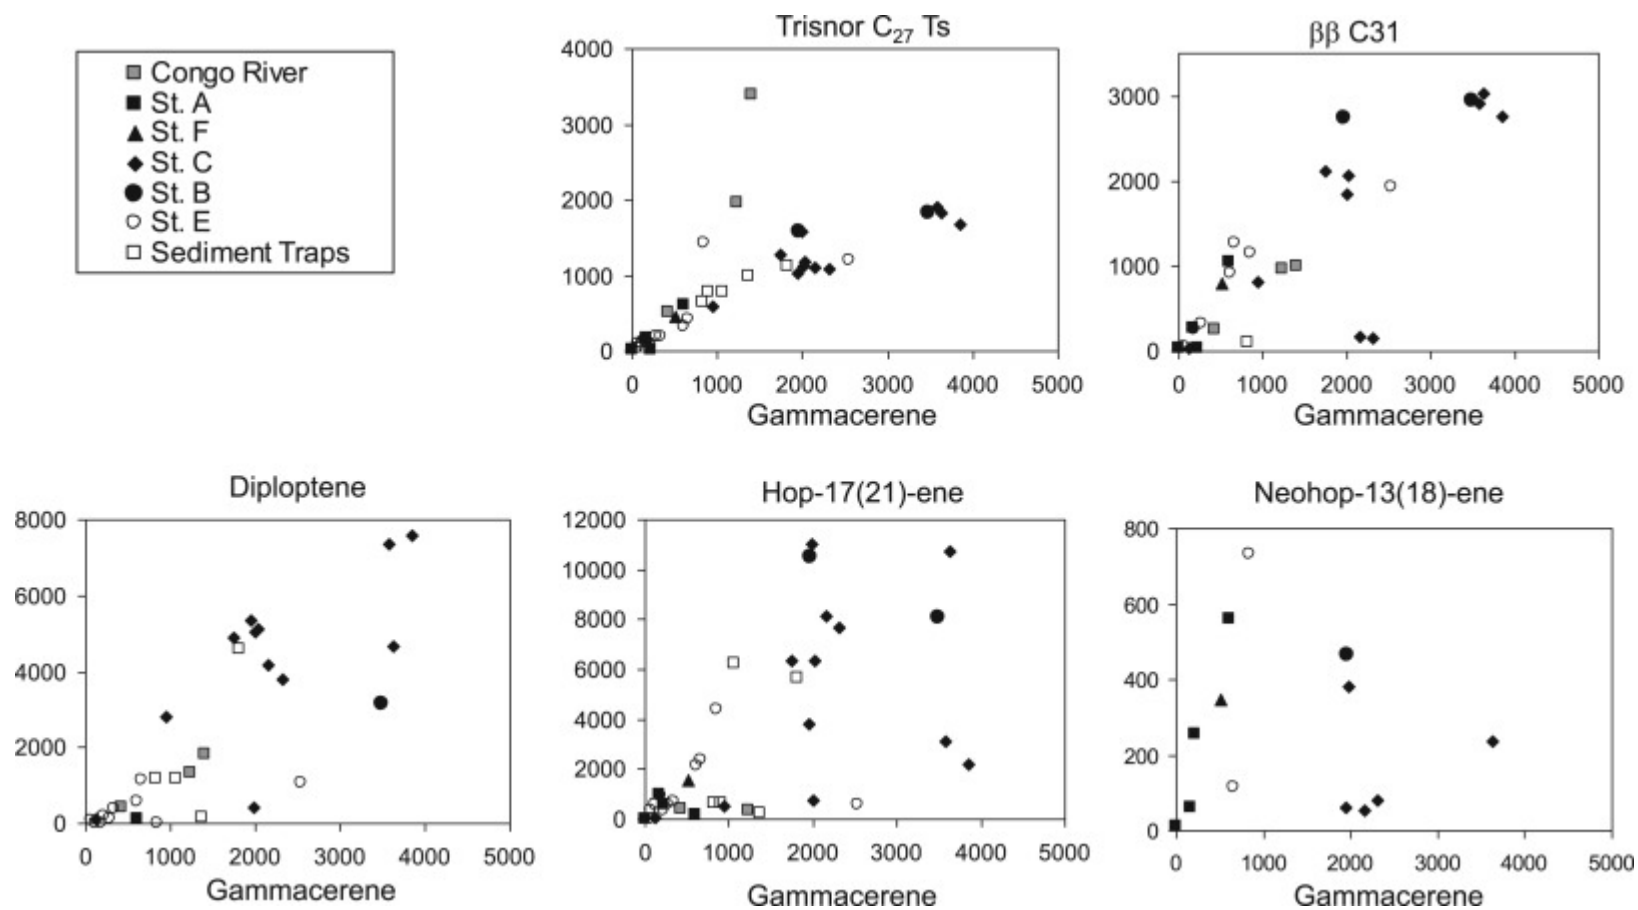 Congo River
St. A
St. F
St. C
St. B
St. E
Sediment Traps
Trisnor C₂₇ Ts
4000
3000
2000
1000
0
0 1000 2000 3000 4000 5000
Gammacerene
ββ C31
3000
2000
1000
0
0 1000 2000 3000 4000 5000
Gammacerene
Diploptene
8000
6000
4000
2000
0
0 1000 2000 3000 4000 5000
Gammacerene
Hop-17(21)-ene
12000
10000
8000
6000
4000
2000
0
0 1000 2000 3000 4000 5000
Gammacerene
Neohop-13(18)-ene
800
600
400
200
0
0 1000 2000 3000 4000 5000
Gammacerene